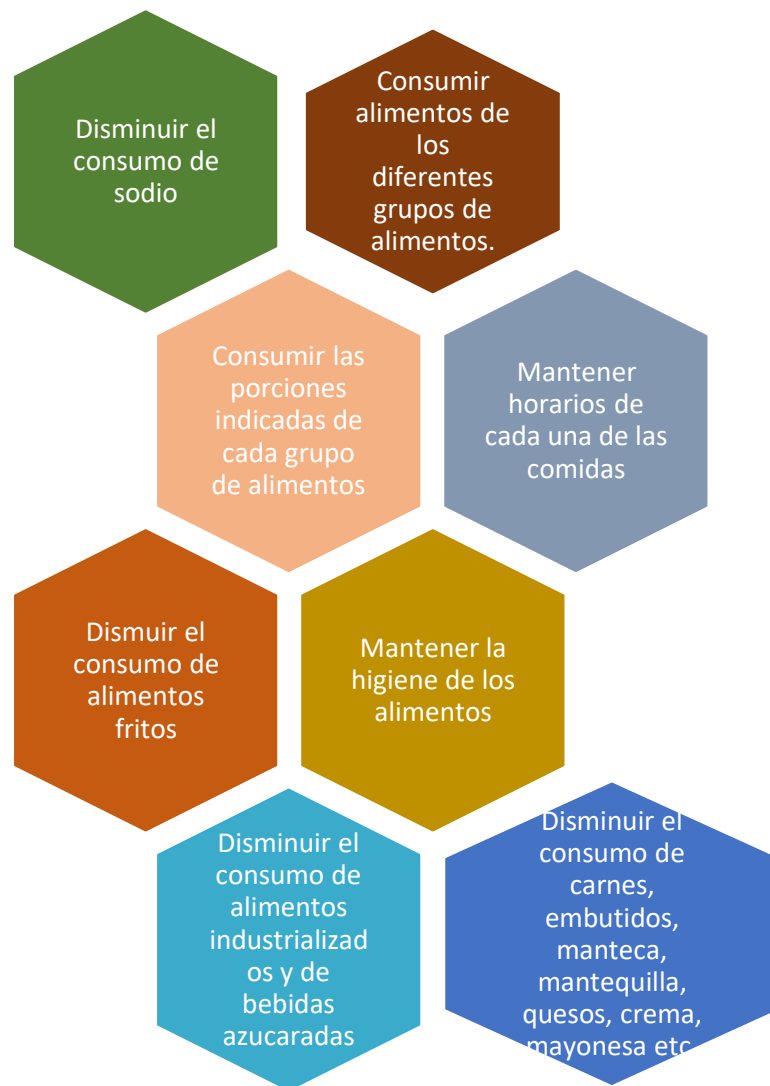 Disminuir el
consumo de
sodio
Consumir
alimentos de
los
diferentes
grupos de
alimentos.
Consumir las
porciones
indicadas de
cada grupo
de alimentos
Mantener
horarios de
cada una de las
comidas
Dismuir el
consumo de
alimentos
fritos
Mantener la
higiene de los
alimentos
Disminuir el
consumo de
alimentos
industrializad
os y de
bebidas
azucaradas
Disminuir el
consumo de
carnes,
embutidos,
manteca,
mantequilla,
quesos, crema,
mayonesa etc